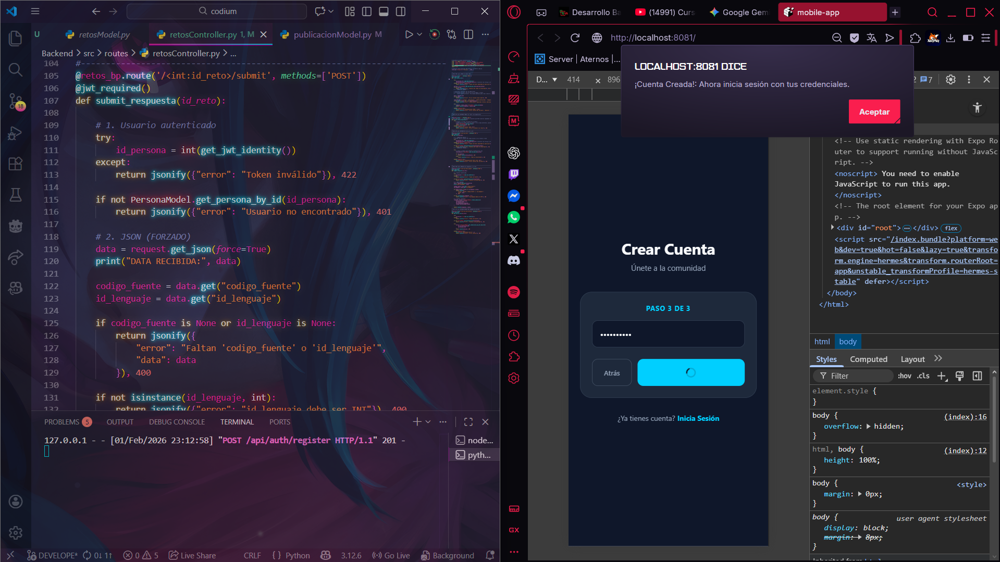 codium
U
retosModel.py
retosController.py 1, M
publicacionModel.py M
Backend > src > routes > retosController.py > ...
104 #
105 @retos_bp.route('/<int:id_reto>/submit', methods=['POST'])
106 @jwt_required()
107 def submit_respuesta(id_reto):
108
109 # 1. Usuario autenticado
110 try:
111 id_persona = int(get_jwt_identity())
112 except:
113 return jsonify({"error": "Token inválido"}), 422
114
115 if not PersonaModel.get_persona_by_id(id_persona):
116 return jsonify({"error": "Usuario no encontrado"}), 401
117
118 # 2. JSON (FORZADO)
119 data = request.get_json(force=True)
120 print("DATA RECIBIDA:", data)
121
122 codigo_fuente = data.get("codigo_fuente")
123 id_lenguaje = data.get("id_lenguaje")
124
125 if codigo_fuente is None or id_lenguaje is None:
126 return jsonify({
127 "error": "Faltan 'codigo_fuente' o 'id_lenguaje'",
128 "data": data
129 }), 400
130
131 if not isinstance(id_lenguaje, int):
132 return jsonify({"error": "id_lenguaje debe ser INT"}), 400
18
PROBLEMS 5 OUTPUT DEBUG CONSOLE TERMINAL PORTS
127.0.0.1 - - [01/Feb/2026 23:12:58] "POST /api/auth/register HTTP/1.1" 201 -
node...
pyth...
DEVELOPE* 0↓ 1↑ 0 5 Live Share CRLF { } Python 3.12.6 Go Live Background
Desarrollo Ba
(14991) Curs
Google Gemi
mobile-app
http://localhost:8081/
Server | Aternos |...
LOCALHOST:8081 DICE
¡Cuenta Creada!: Ahora inicia sesión con tus credenciales.
Aceptar
D... 414 × 896
2 7
M
GX
Crear Cuenta
Únete a la comunidad
PASO 3 DE 3
••••••••••
Atrás
¿Ya tienes cuenta? Inicia Sesión
<!-- Use static rendering with Expo Ro
uter to support running without JavaSc
ript. -->
<noscript> You need to enable
JavaScript to run this app.
</noscript>
<!-- The root element for your Expo ap
p. -->
<div id="root"> ... </div> flex
<script src="/index.bundle?platform=we
b&dev=true&hot=false&lazy=true&transfo
rm.engine=hermes&transform.routerRoot=
app&unstable_transformProfile=hermes-s
table" defer></script>
</body>
</html>
html body
Styles Computed Layout
Filter :hov .cls
element.style {
}
body { (index):16
overflow: hidden;
}
html, body { (index):12
height: 100%;
}
body { <style>
margin: 0px;
}
body { user agent stylesheet
display: block;
margin: 8px;
}